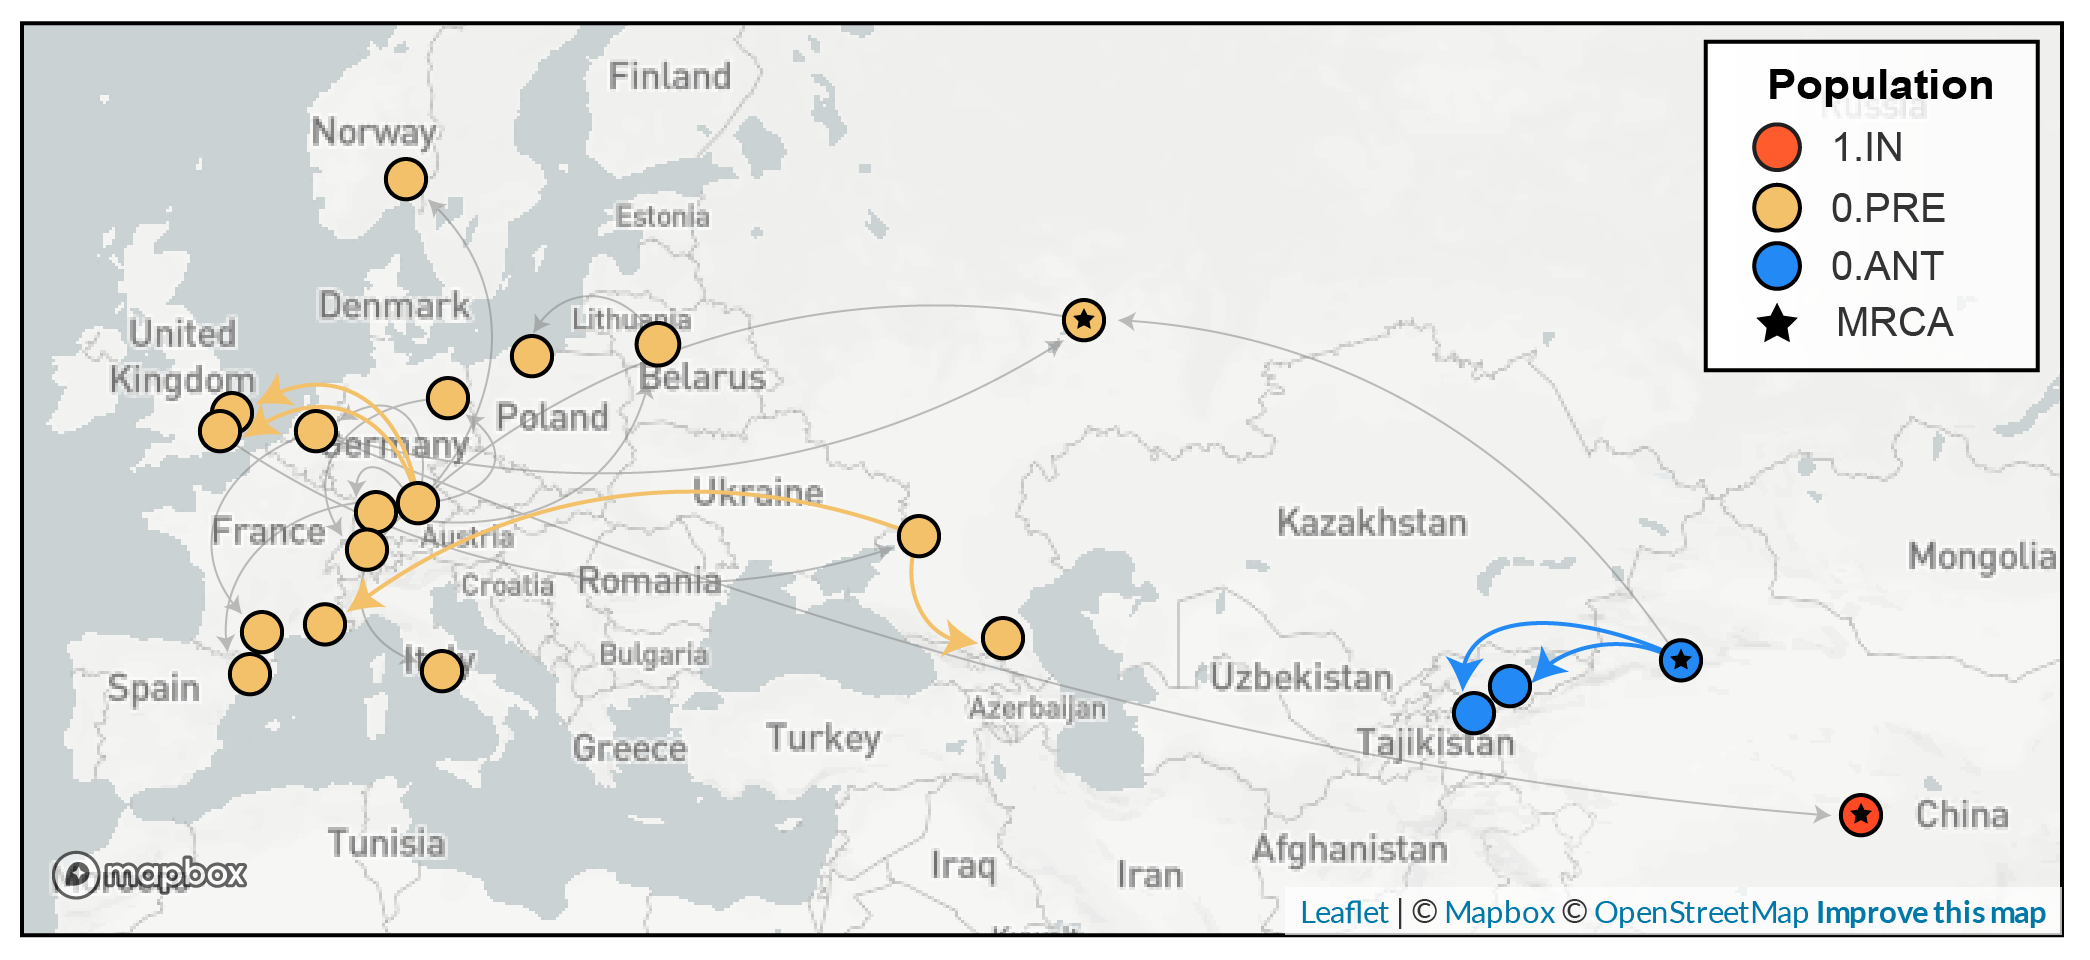 Population
Russia
1.IN
0.PRE
0.ANT
MRCA
Finland
Norway
Estonia
Denmark
Lithuania
United
Kingdom
Belarus
Poland
Germany
Ukraine
France
Austria
Kazakhstan
Mongolia
Croatia
Romania
Italy
Bulgaria
Spain
Uzbekistan
Azerbaijan
Greece
Turkey
Tajikistan
China
Tunisia
Iraq
Iran
Afghanistan
mapbox
Leaflet | © Mapbox © OpenStreetMap Improve this map